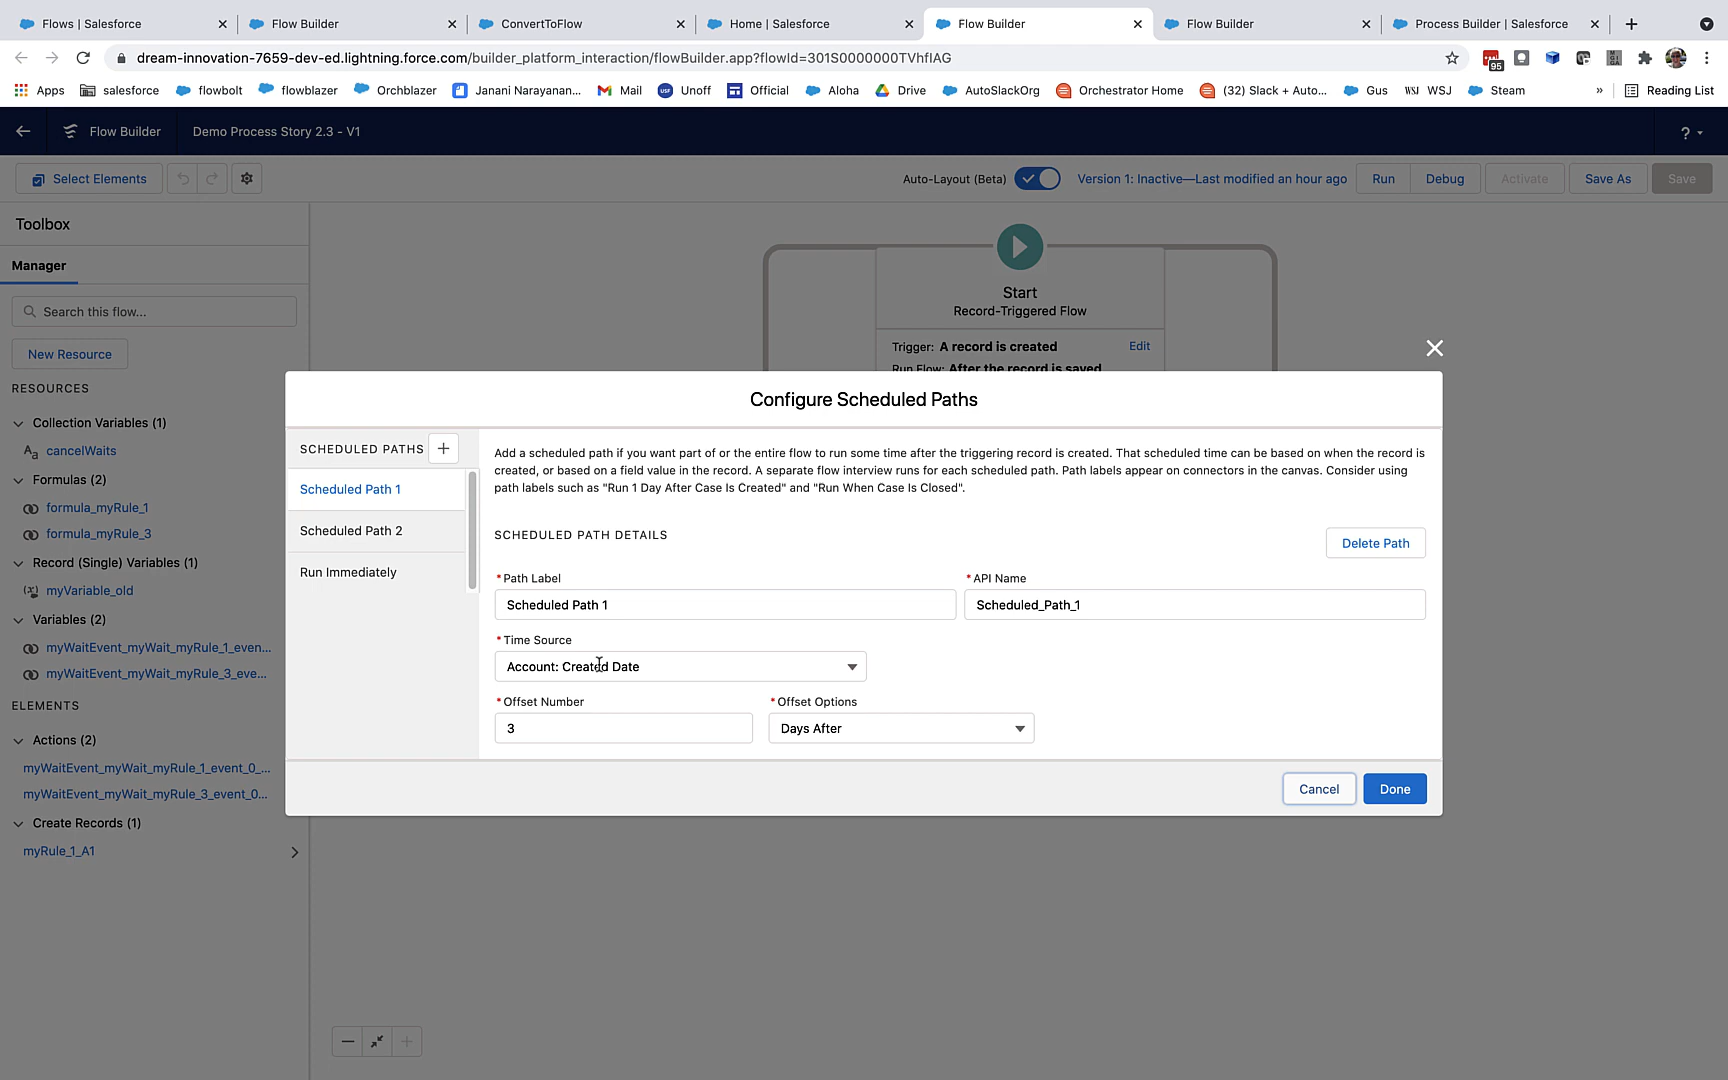 Flows | Salesforce
Flow Builder
ConvertToFlow
Home | Salesforce
Flow Builder
Flow Builder
Process Builder | Salesforce
dream-innovation-7659-dev-ed.lightning.force.com/builder_platform_interaction/flowBuilder.app?flowId=301S0000000TVhfIAG
95
Apps
salesforce
flowbolt
flowblazer
Orchblazer
Janani Narayanan...
Mail
Unoff
Official
Aloha
Drive
AutoSlackOrg
Orchestrator Home
(32) Slack + Auto...
Gus
WSJ WSJ
Steam
»
Reading List
Flow Builder
Demo Process Story 2.3 - V1
?
Select Elements
Auto-Layout (Beta)
Version 1: Inactive—Last modified an hour ago
Run
Debug
Activate
Save As
Save
Toolbox
Manager
Search this flow...
New Resource
RESOURCES
Collection Variables (1)
cancelWaits
Formulas (2)
formula_myRule_1
formula_myRule_3
Record (Single) Variables (1)
myVariable_old
Variables (2)
myWaitEvent_myWait_myRule_1_even...
myWaitEvent_myWait_myRule_3_eve...
ELEMENTS
Actions (2)
myWaitEvent_myWait_myRule_1_event_0_...
myWaitEvent_myWait_myRule_3_event_0...
Create Records (1)
myRule_1_A1
Start
Record-Triggered Flow
Trigger: A record is created
Edit
Run Flow: After the record is saved
Configure Scheduled Paths
SCHEDULED PATHS
Scheduled Path 1
Scheduled Path 2
Run Immediately
Add a scheduled path if you want part of or the entire flow to run some time after the triggering record is created. That scheduled time can be based on when the record is
created, or based on a field value in the record. A separate flow interview runs for each scheduled path. Path labels appear on connectors in the canvas. Consider using
path labels such as "Run 1 Day After Case Is Created" and "Run When Case Is Closed".
SCHEDULED PATH DETAILS
Delete Path
* Path Label
Scheduled Path 1
* API Name
Scheduled_Path_1
* Time Source
Account: Created Date
* Offset Number
3
* Offset Options
Days After
Cancel
Done